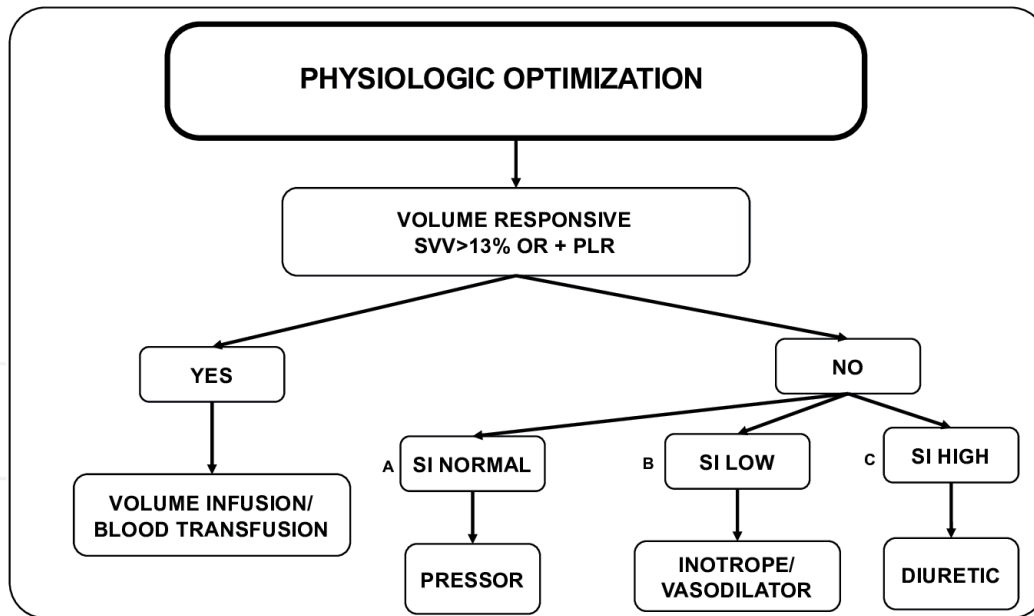 PHYSIOLOGIC OPTIMIZATION
VOLUME RESPONSIVE
SVV>13% OR + PLR
YES
NO
A
SI NORMAL
B
SI LOW
C
SI HIGH
VOLUME INFUSION/
BLOOD TRANSFUSION
PRESSOR
INOTROPE/
VASODILATOR
DIURETIC